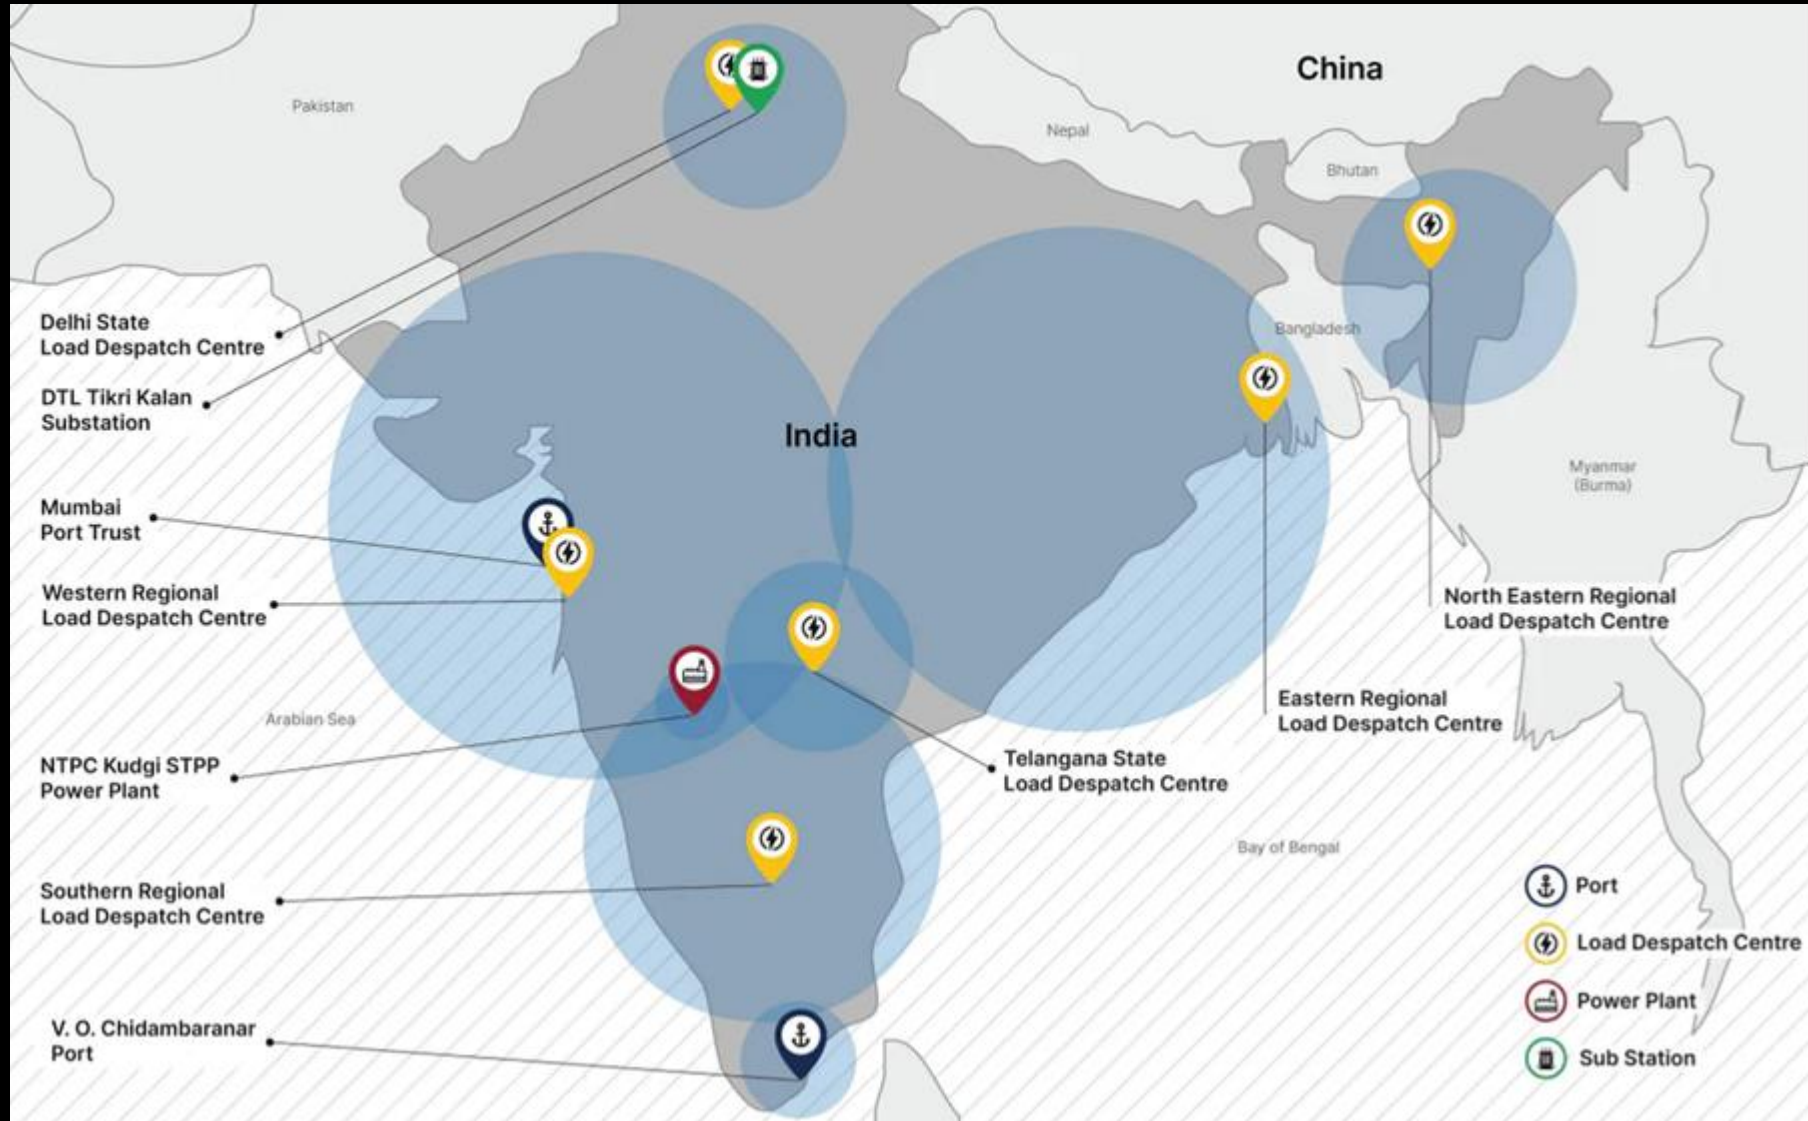 China
Pakistan
Nepal
Bhutan
Delhi State
Load Despatch Centre
Bangladesh
DTL Tikri Kalan
Substation
India
Myanmar
(Burma)
Mumbai
Port Trust
Western Regional
Load Despatch Centre
North Eastern Regional
Load Despatch Centre
Arabian Sea
Eastern Regional
Load Despatch Centre
NTPC Kudgi STPP
Power Plant
Telangana State
Load Despatch Centre
Bay of Bengal
Southern Regional
Load Despatch Centre
V. O. Chidambaranar
Port
Port
Load Despatch Centre
Power Plant
Sub Station